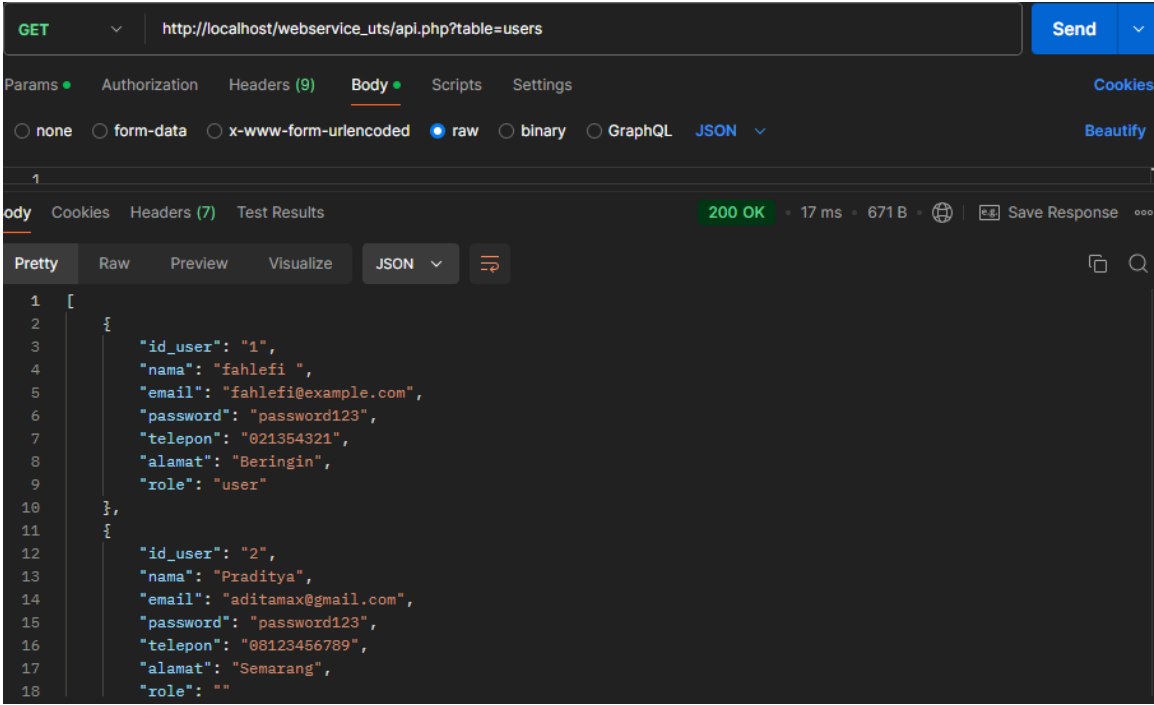 GET http://localhost/webservice_uts/api.php?table=users Send
Params Authorization Headers (9) Body Scripts Settings Cookies
none form-data x-www-form-urlencoded raw binary GraphQL JSON Beautify
1
ody Cookies Headers (7) Test Results 200 OK 17 ms 671 B e.g. Save Response
Pretty Raw Preview Visualize JSON
1 [
2 {
3 "id_user": "1",
4 "nama": "fahlefi ",
5 "email": "fahlefi@example.com",
6 "password": "password123",
7 "telepon": "021354321",
8 "alamat": "Beringin",
9 "role": "user"
10 },
11 {
12 "id_user": "2",
13 "nama": "Praditya",
14 "email": "aditamax@gmail.com",
15 "password": "password123",
16 "telepon": "08123456789",
17 "alamat": "Semarang",
18 "role": ""